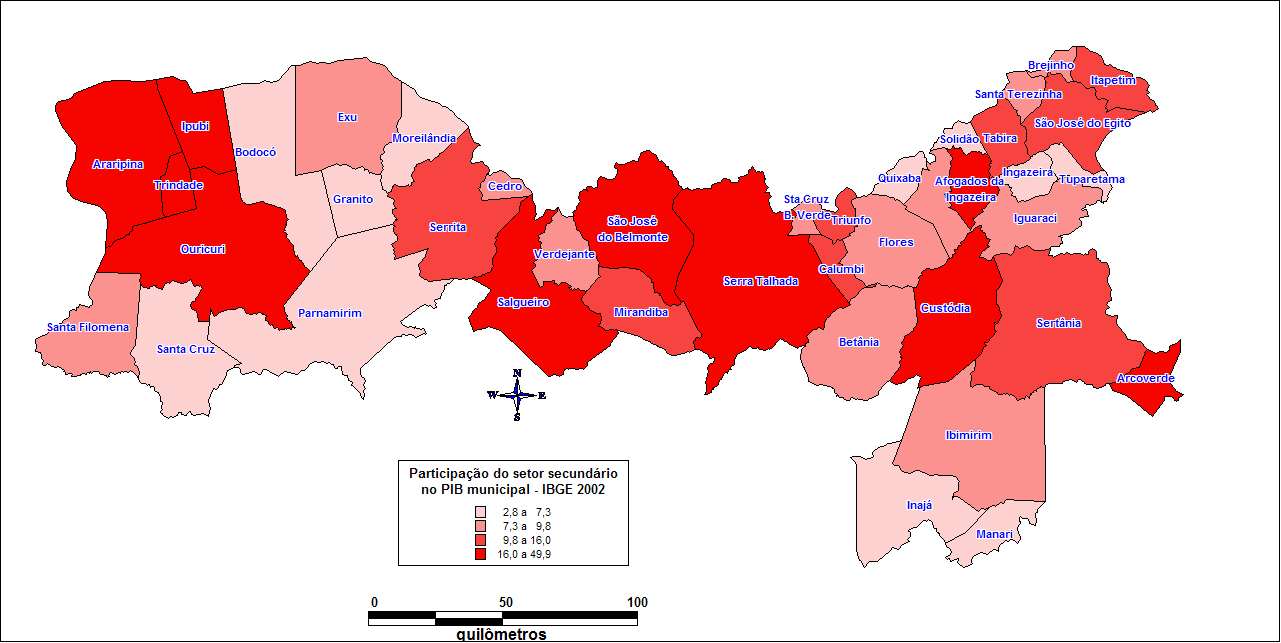 Brejinho
Itapetim
Santa Terezinha
São José do Egito
Ipubi
Exu
Moreilândia
Solidão
Tabira
Bodocó
Araripina
Ingazeira
Tuparetama
Quixaba
Afogados da
Ingazeira
Trindade
Cedro
Granito
Sta.Cruz
B. Verde
Triunfo
Iguaraci
Serrita
São José
do Belmonte
Flores
Ouricuri
Verdejante
Calumbi
Serra Talhada
Salgueiro
Custódia
Parnamirim
Mirandiba
Sertânia
Santa Filomena
Betânia
Santa Cruz
Arcoverde
N
W
E
S
Ibimirim
Inajá
Manari
Participação do setor secundário
no PIB municipal - IBGE 2002
2,8 a 7,3
7,3 a 9,8
9,8 a 16,0
16,0 a 49,9
0 50 100
quilômetros